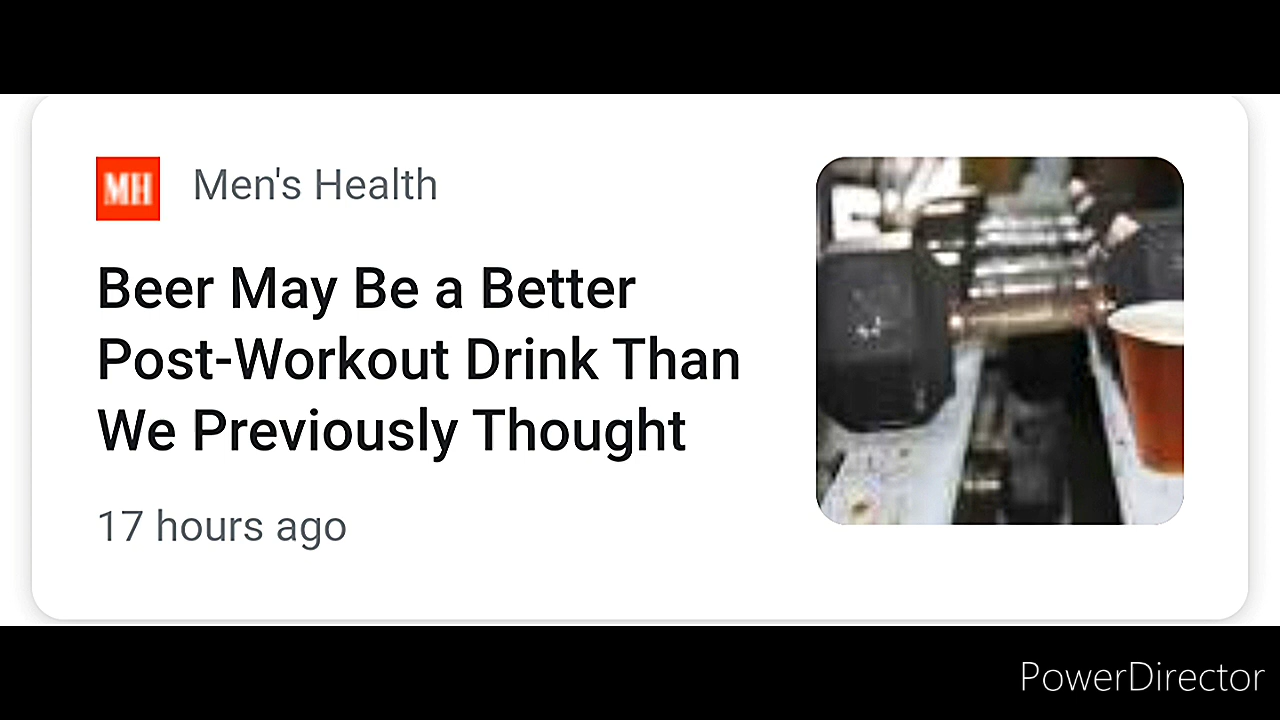 MH Men's Health
Beer May Be a Better
Post-Workout Drink Than
We Previously Thought
17 hours ago
PowerDirector